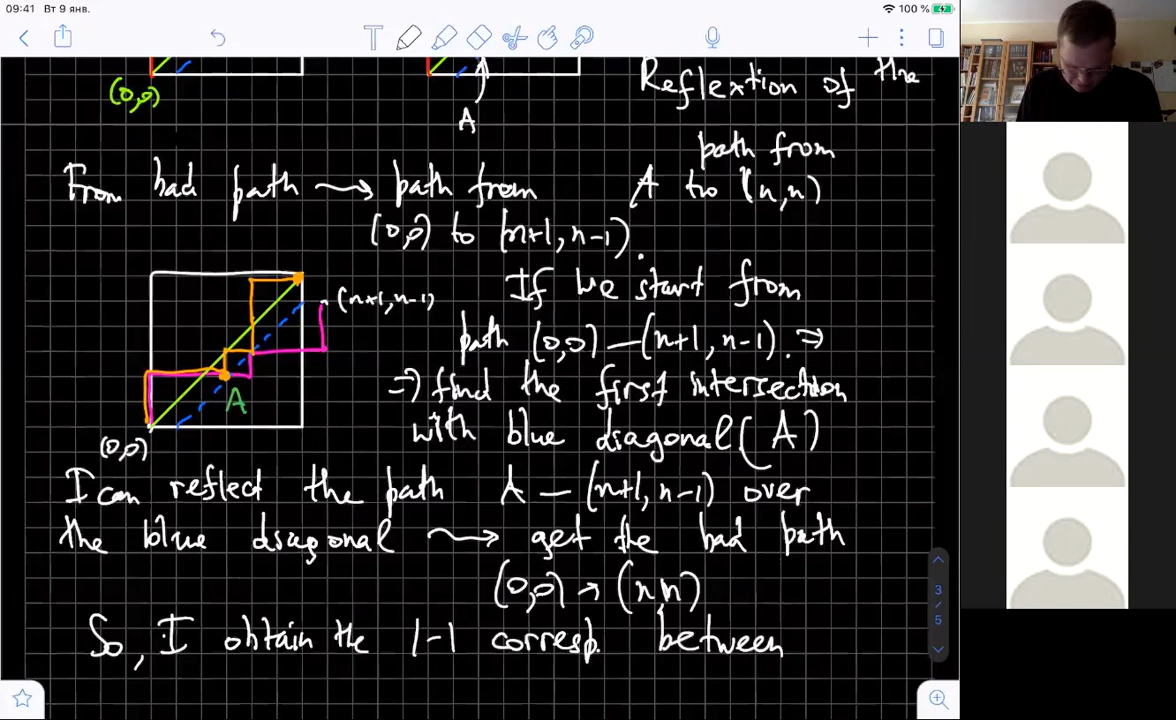 09:41 Вт 9 янв.
100 %
(0,0)
A
Reflextion of the
path from
A to (n,n)
From bad path ⇝ path from
(0,0) to (n+1, n-1).
(n+1, n-1)
A
(0,0)
If we start from
path (0,0) — (n+1, n-1). ⇒
⇒ find the first intersection
with blue diagonal (A)
I can reflect the path A — (n+1, n-1) over
the blue diagonal ⇝ get the bad path
(0,0) → (n n)
So, I obtain the 1-1 corresp. between
3
/
5